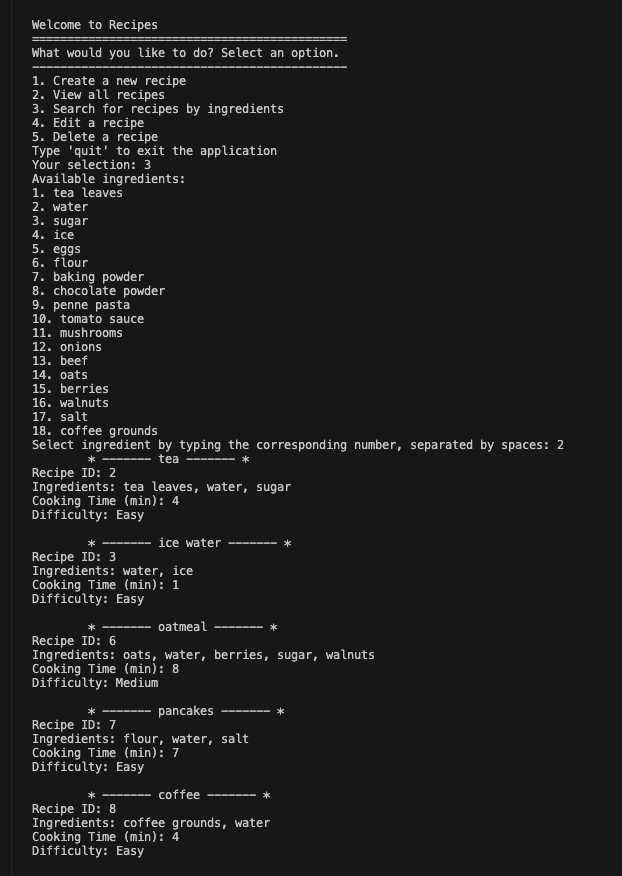 Welcome to Recipes
=============================================
What would you like to do? Select an option.
---------------------------------------------
1. Create a new recipe
2. View all recipes
3. Search for recipes by ingredients
4. Edit a recipe
5. Delete a recipe
Type 'quit' to exit the application
Your selection: 3
Available ingredients:
1. tea leaves
2. water
3. sugar
4. ice
5. eggs
6. flour
7. baking powder
8. chocolate powder
9. penne pasta
10. tomato sauce
11. mushrooms
12. onions
13. beef
14. oats
15. berries
16. walnuts
17. salt
18. coffee grounds
Select ingredient by typing the corresponding number, separated by spaces: 2
        * ------- tea ------- *
Recipe ID: 2
Ingredients: tea leaves, water, sugar
Cooking Time (min): 4
Difficulty: Easy

        * ------- ice water ------- *
Recipe ID: 3
Ingredients: water, ice
Cooking Time (min): 1
Difficulty: Easy

        * ------- oatmeal ------- *
Recipe ID: 6
Ingredients: oats, water, berries, sugar, walnuts
Cooking Time (min): 8
Difficulty: Medium

        * ------- pancakes ------- *
Recipe ID: 7
Ingredients: flour, water, salt
Cooking Time (min): 7
Difficulty: Easy

        * ------- coffee ------- *
Recipe ID: 8
Ingredients: coffee grounds, water
Cooking Time (min): 4
Difficulty: Easy